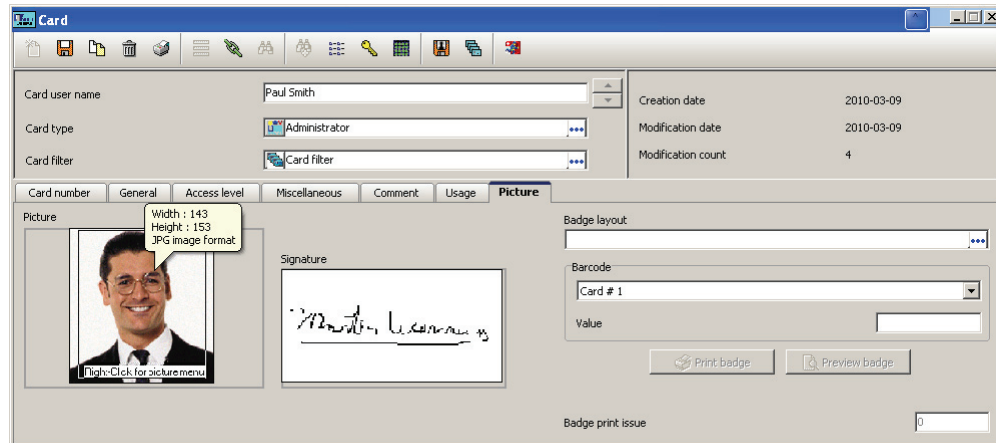 Card
Card user name
Paul Smith
Creation date
2010-03-09
Card type
Administrator
Modification date
2010-03-09
Card filter
Card filter
Modification count
4
Card number
General
Access level
Miscellaneous
Comment
Usage
Picture
Picture
Width : 143
Height : 153
JPG image format
Right-Click for picture menu
Signature
Badge layout
Barcode
Card # 1
Value
Print badge
Preview badge
Badge print issue
0